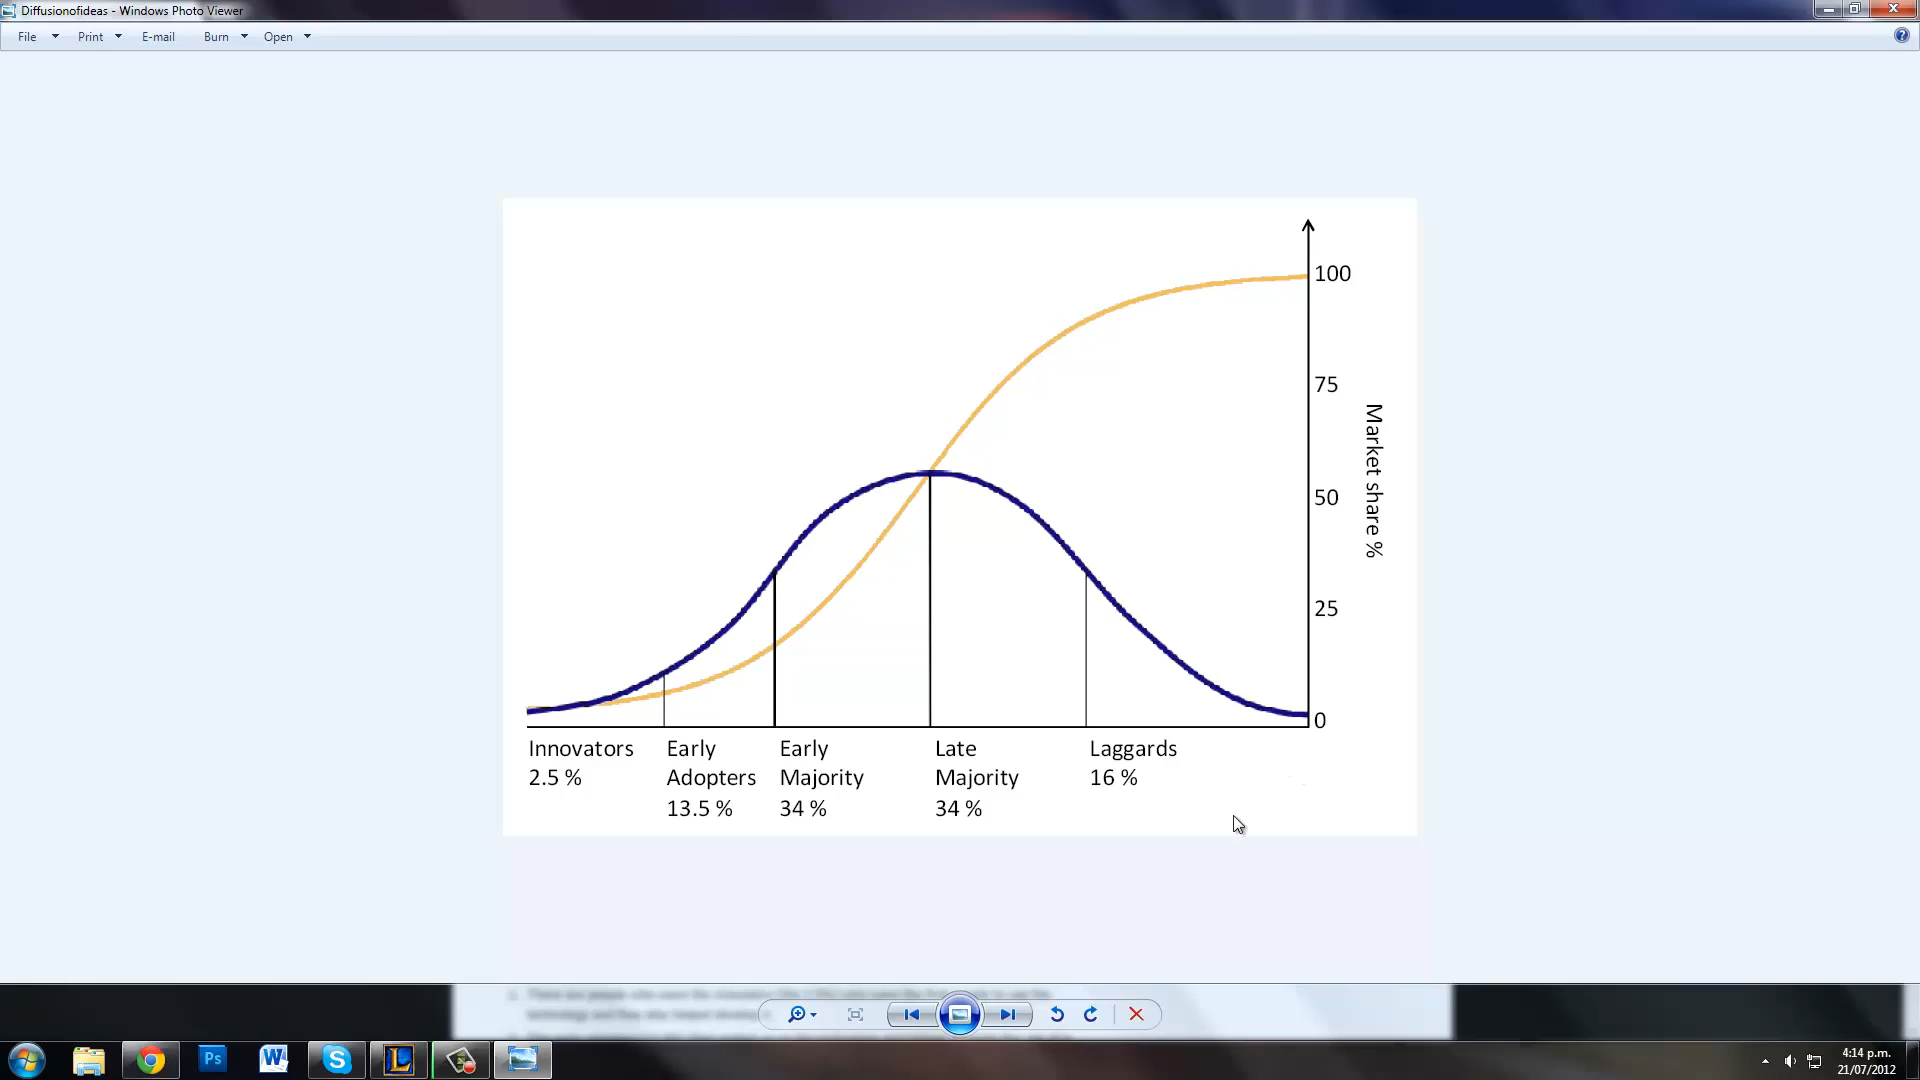 Diffusionofideas - Windows Photo Viewer
File Print E-mail Burn Open
100
75
50
25
0
Market share %
Innovators
2.5 %
Early
Adopters
13.5 %
Early
Majority
34 %
Late
Majority
34 %
Laggards
16 %
Ps
4:14 p.m.
21/07/2012